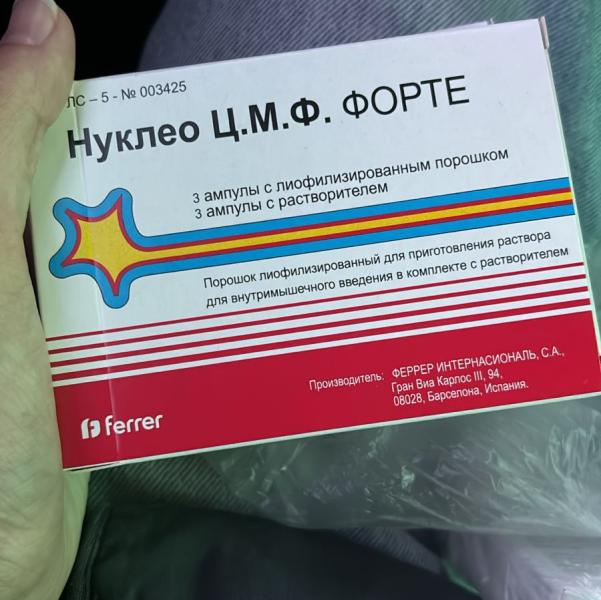 ЛС – 5 - № 003425
Нуклео Ц.М.Ф. ФОРТЕ
3 ампулы с лиофилизированным порошком
3 ампулы с растворителем
Порошок лиофилизированный для приготовления раствора
для внутримышечного введения в комплекте с растворителем
Производитель: ФЕРРЕР ИНТЕРНАСИОНАЛЬ, С.А.,
Гран Виа Карлос III, 94,
08028, Барселона, Испания.
ferrer